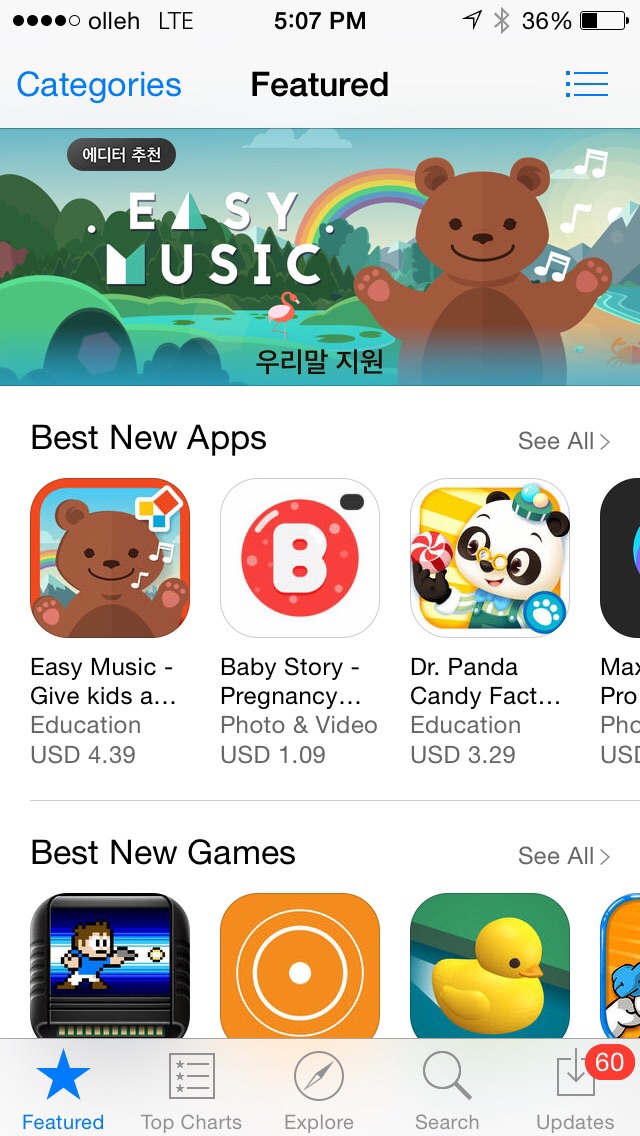 olleh LTE 5:07 PM 36%
Categories Featured
에디터 추천
. EASY .
MUSIC
우리말 지원
Best New Apps See All >
B
Easy Music - Baby Story - Dr. Panda Max
Give kids a... Pregnancy... Candy Fact... Pro
Education Photo & Video Education Pho
USD 4.39 USD 1.09 USD 3.29 USD
Best New Games See All >
60
Featured Top Charts Explore Search Updates